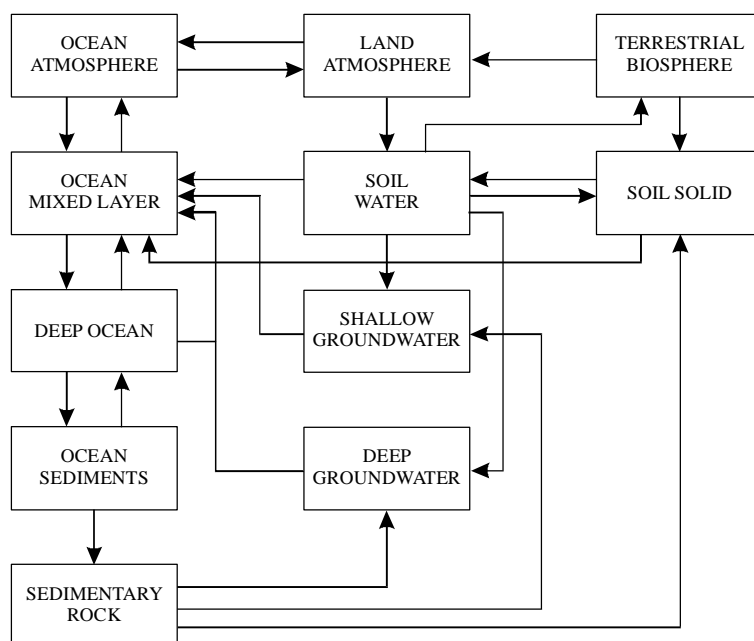 OCEAN
ATMOSPHERE
LAND
ATMOSPHERE
TERRESTRIAL
BIOSPHERE
OCEAN
MIXED LAYER
SOIL
WATER
SOIL SOLID
DEEP OCEAN
SHALLOW
GROUNDWATER
OCEAN
SEDIMENTS
DEEP
GROUNDWATER
SEDIMENTARY
ROCK